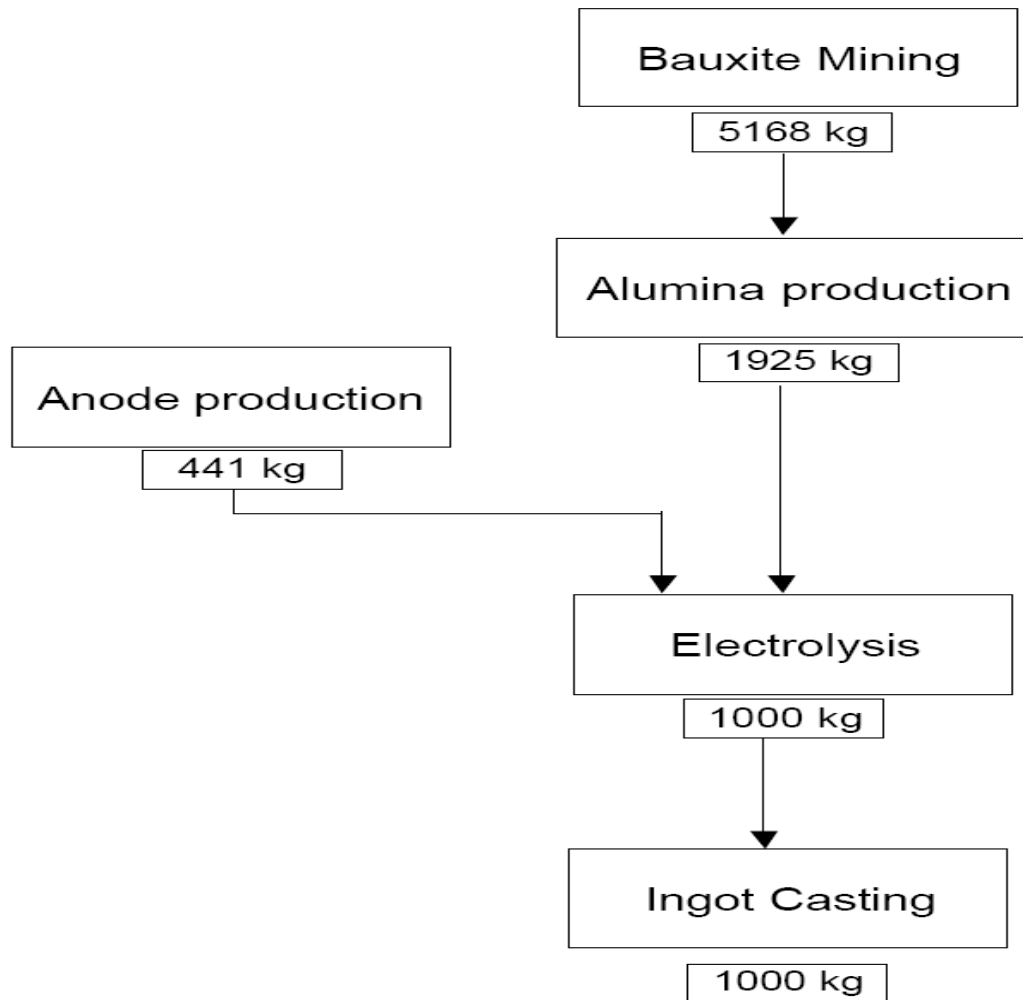 Bauxite Mining
5168 kg
Alumina production
1925 kg
Anode production
441 kg
Electrolysis
1000 kg
Ingot Casting
1000 kg